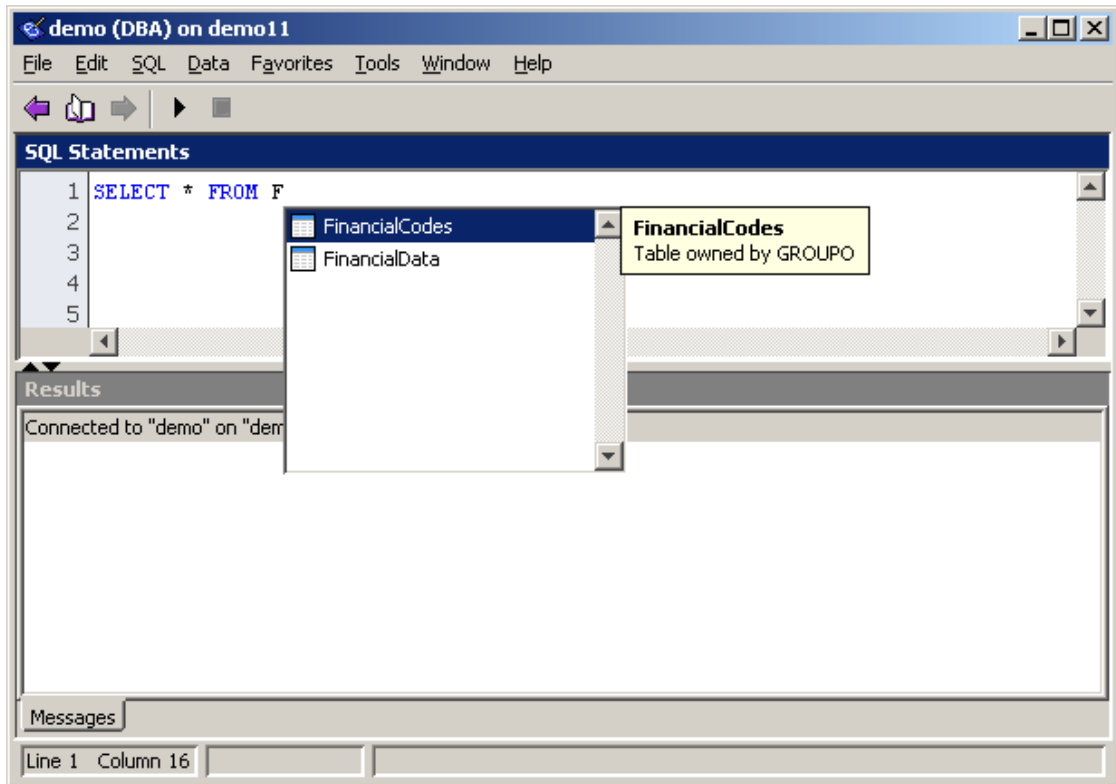 demo (DBA) on demo11
File Edit SQL Data Favorites Tools Window Help
SQL Statements
1 SELECT * FROM F
2
3
4
5
FinancialCodes
FinancialData
FinancialCodes
Table owned by GROUPO
Results
Connected to "demo" on "dem
Messages
Line 1 Column 16